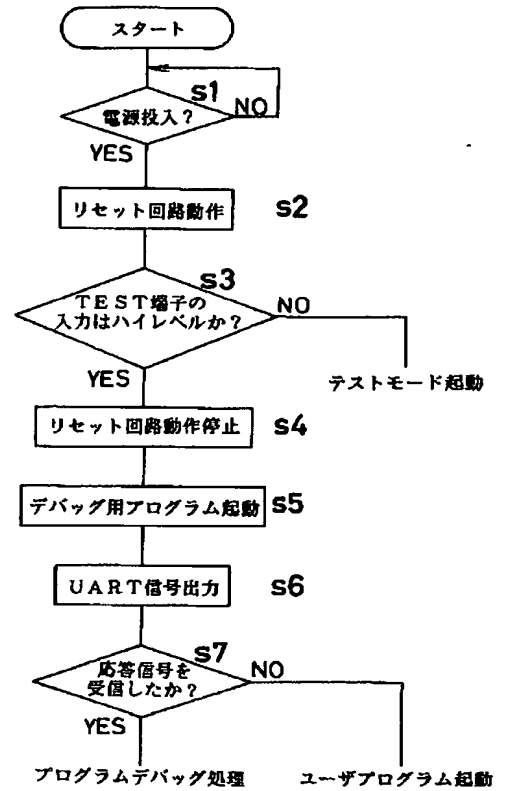 スタート
s1
電源投入?
NO
YES
リセット回路動作
s2
s3
TEST端子の
入力はハイレベルか?
NO
YES
テストモード起動
リセット回路動作停止
s4
デバッグ用プログラム起動
s5
UART信号出力
s6
s7
応答信号を
受信したか?
NO
YES
プログラムデバッグ処理
ユーザプログラム起動